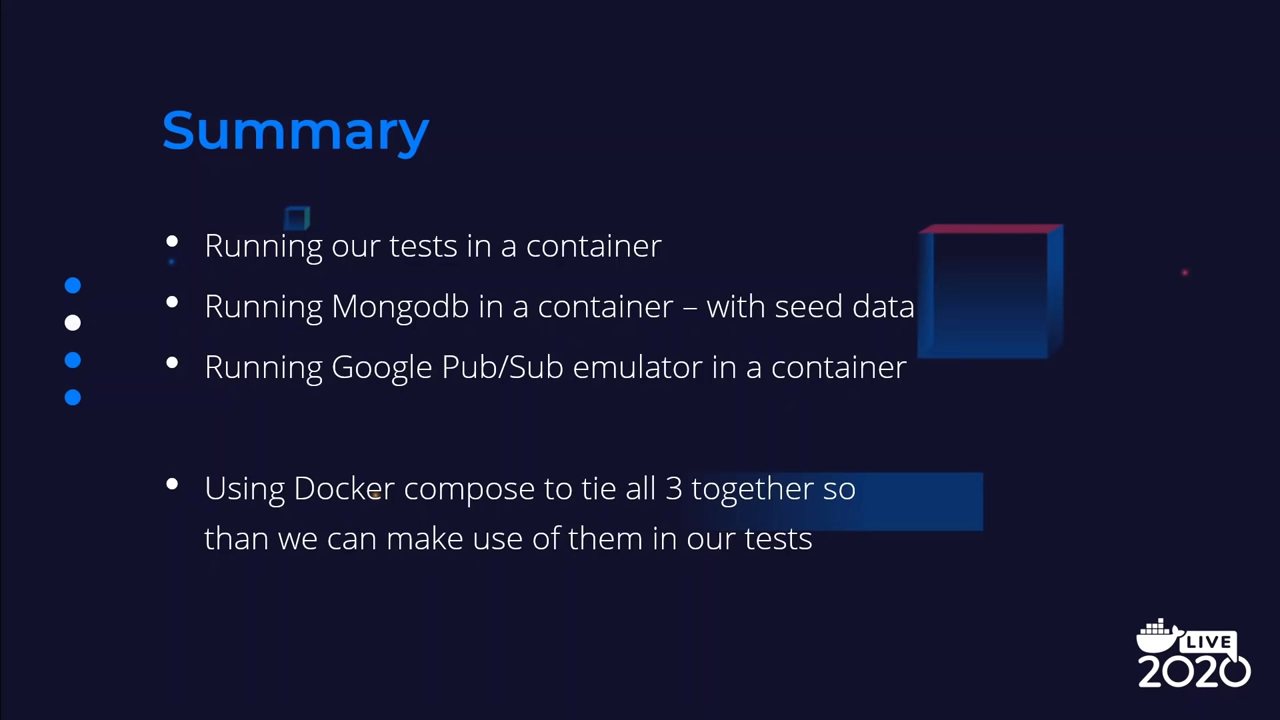 Summary
• Running our tests in a container
• Running Mongodb in a container – with seed data
• Running Google Pub/Sub emulator in a container
• Using Docker compose to tie all 3 together so
than we can make use of them in our tests
LIVE
2020